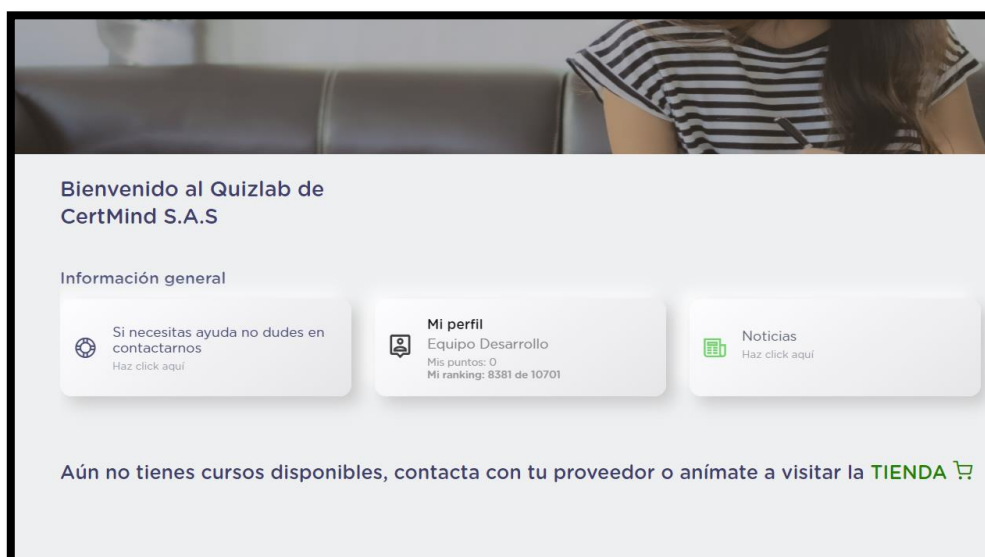 Bienvenido al Quizlab de
CertMind S.A.S
Información general
Si necesitas ayuda no dudes en
contactarnos
Haz click aquí
Mi perfil
Equipo Desarrollo
Mis puntos: 0
Mi ranking: 8381 de 10701
Noticias
Haz click aquí
Aún no tienes cursos disponibles, contacta con tu proveedor o anímate a visitar la TIENDA